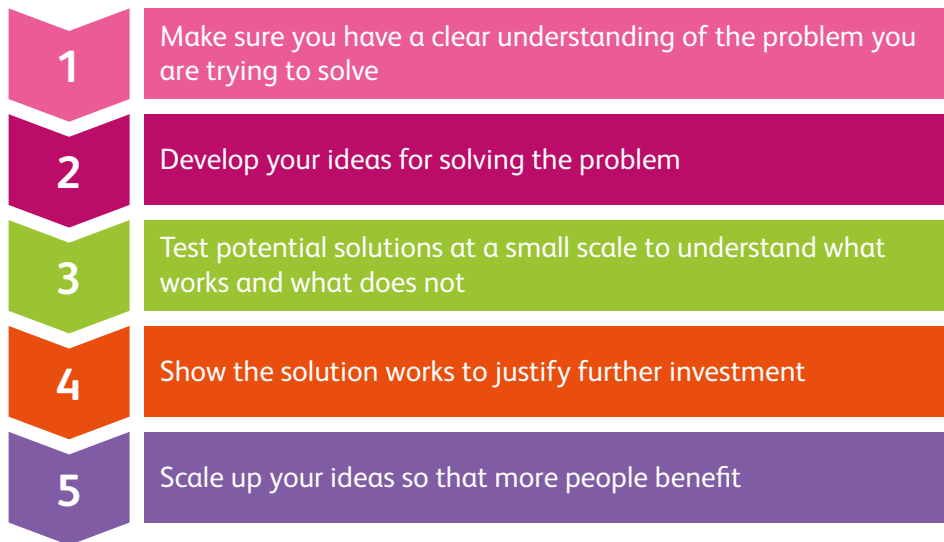 1
Make sure you have a clear understanding of the problem you
are trying to solve
2
Develop your ideas for solving the problem
3
Test potential solutions at a small scale to understand what
works and what does not
4
Show the solution works to justify further investment
5
Scale up your ideas so that more people benefit